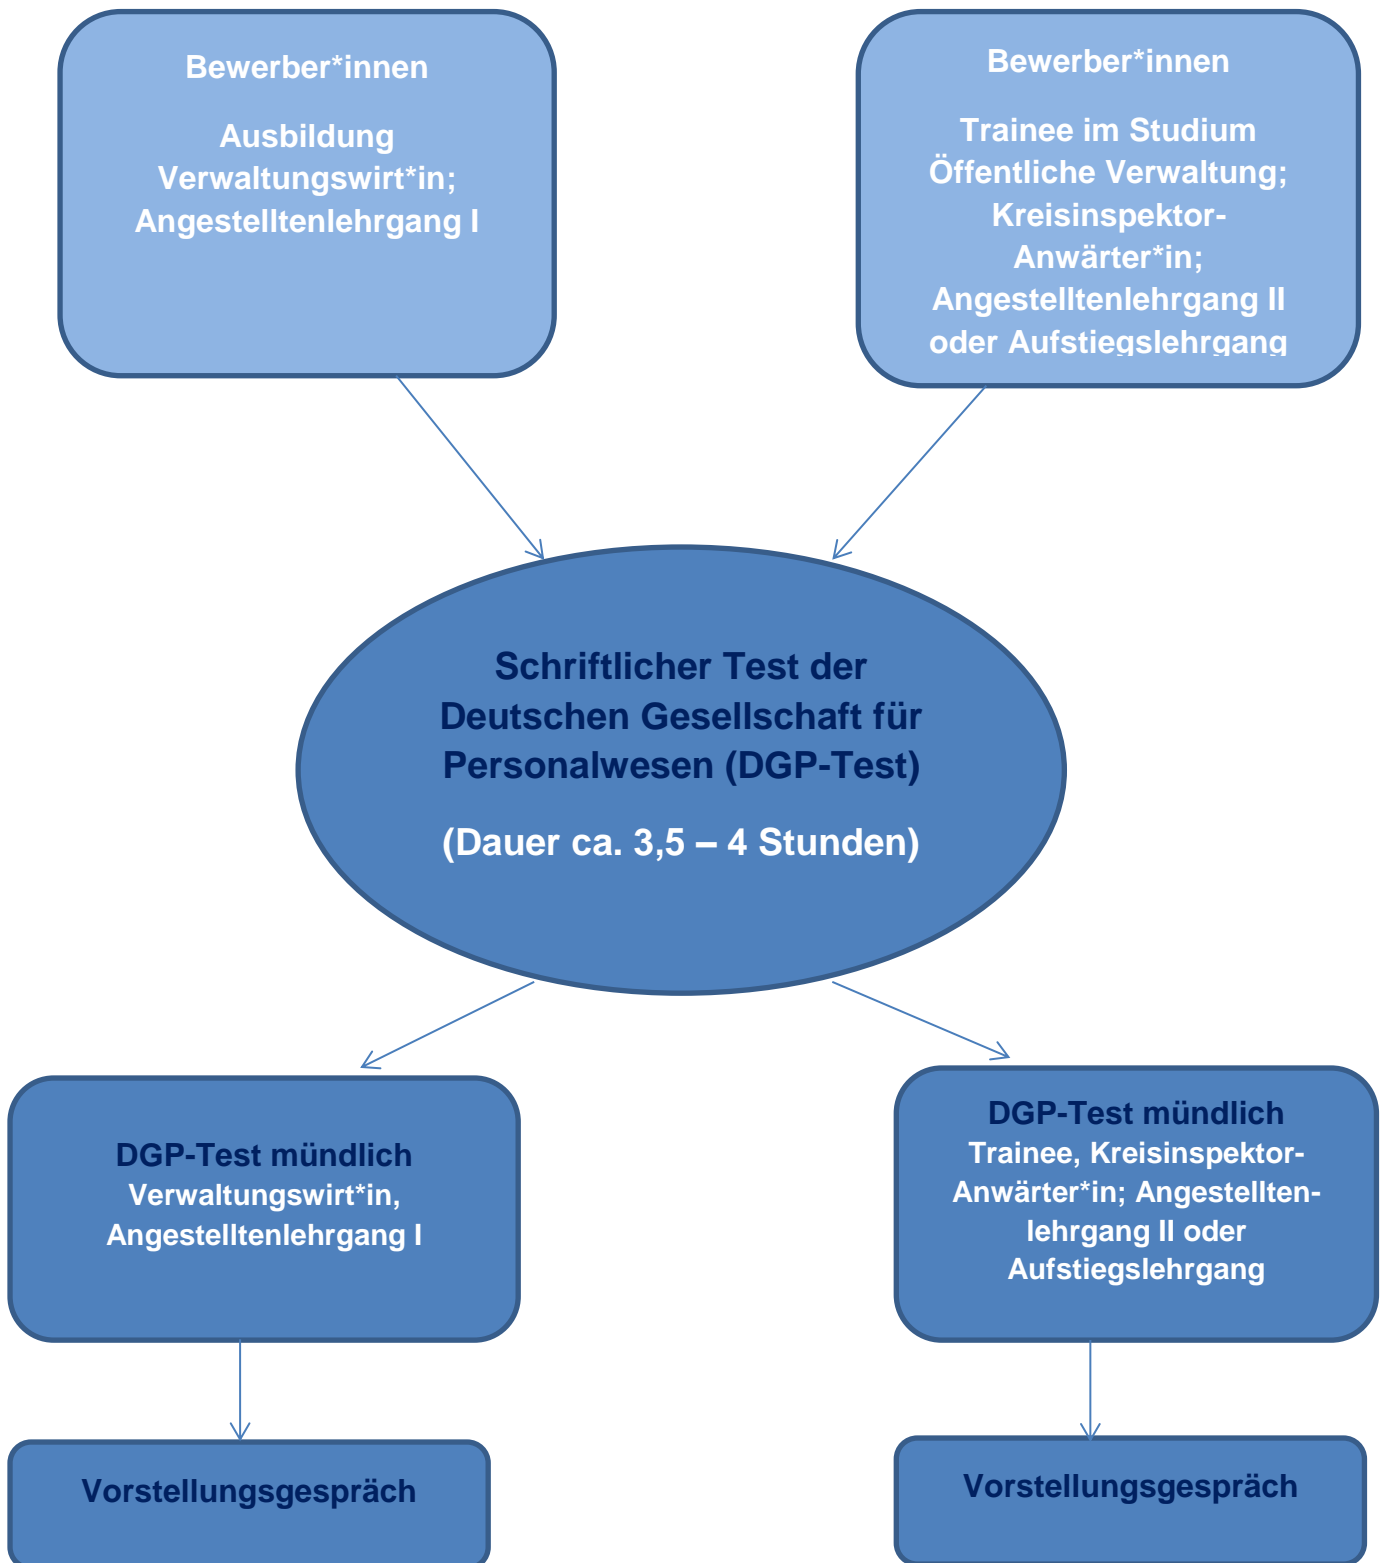 Bewerber*innen
Ausbildung
Verwaltungswirt*in;
Angestelltenlehrgang I
Bewerber*innen
Trainee im Studium
Öffentliche Verwaltung;
Kreisinspektor-
Anwärter*in;
Angestelltenlehrgang II
oder Aufstiegslehrgang
Schriftlicher Test der
Deutschen Gesellschaft für
Personalwesen (DGP-Test)
(Dauer ca. 3,5 – 4 Stunden)
DGP-Test mündlich
Verwaltungswirt*in,
Angestelltenlehrgang I
DGP-Test mündlich
Trainee, Kreisinspektor-
Anwärter*in; Angestellten-
lehrgang II oder
Aufstiegslehrgang
Vorstellungsgespräch
Vorstellungsgespräch